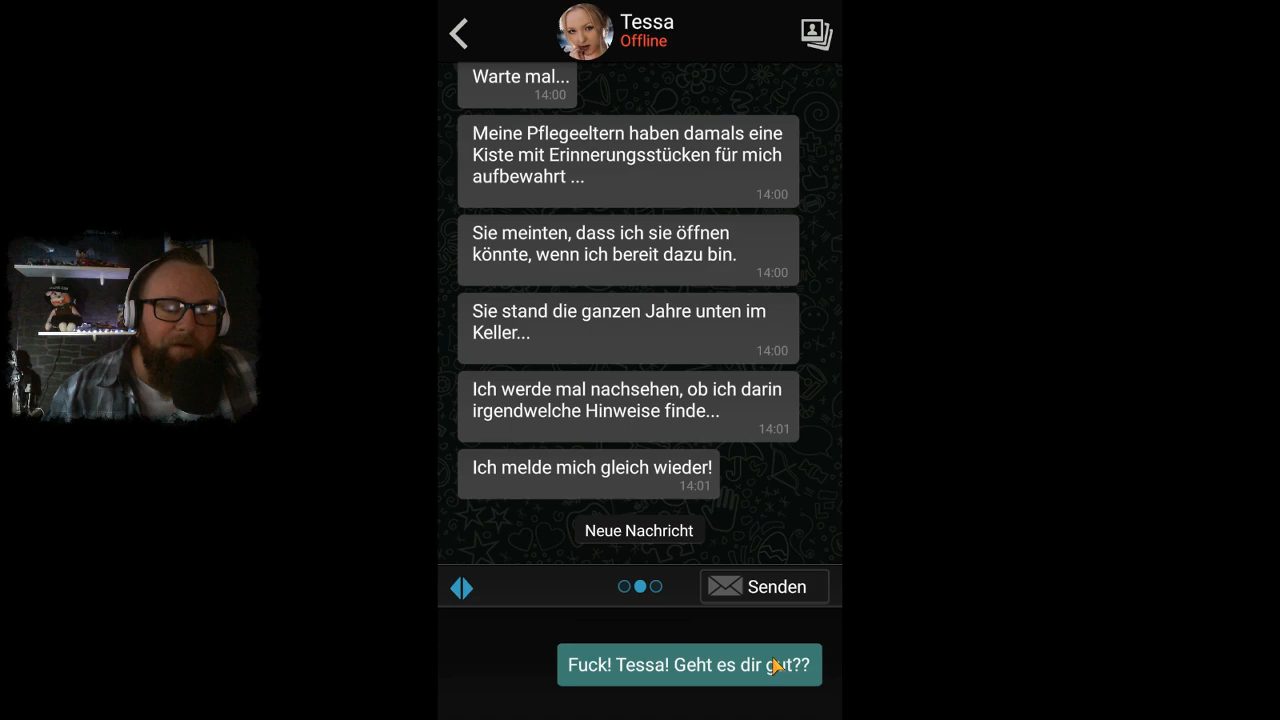 Tessa
Offline
Warte mal...
14:00
Meine Pflegeeltern haben damals eine
Kiste mit Erinnerungsstücken für mich
aufbewahrt ...
14:00
Sie meinten, dass ich sie öffnen
könnte, wenn ich bereit dazu bin.
14:00
Sie stand die ganzen Jahre unten im
Keller...
14:00
Ich werde mal nachsehen, ob ich darin
irgendwelche Hinweise finde...
14:01
Ich melde mich gleich wieder!
14:01
Neue Nachricht
Senden
Fuck! Tessa! Geht es dir gut??